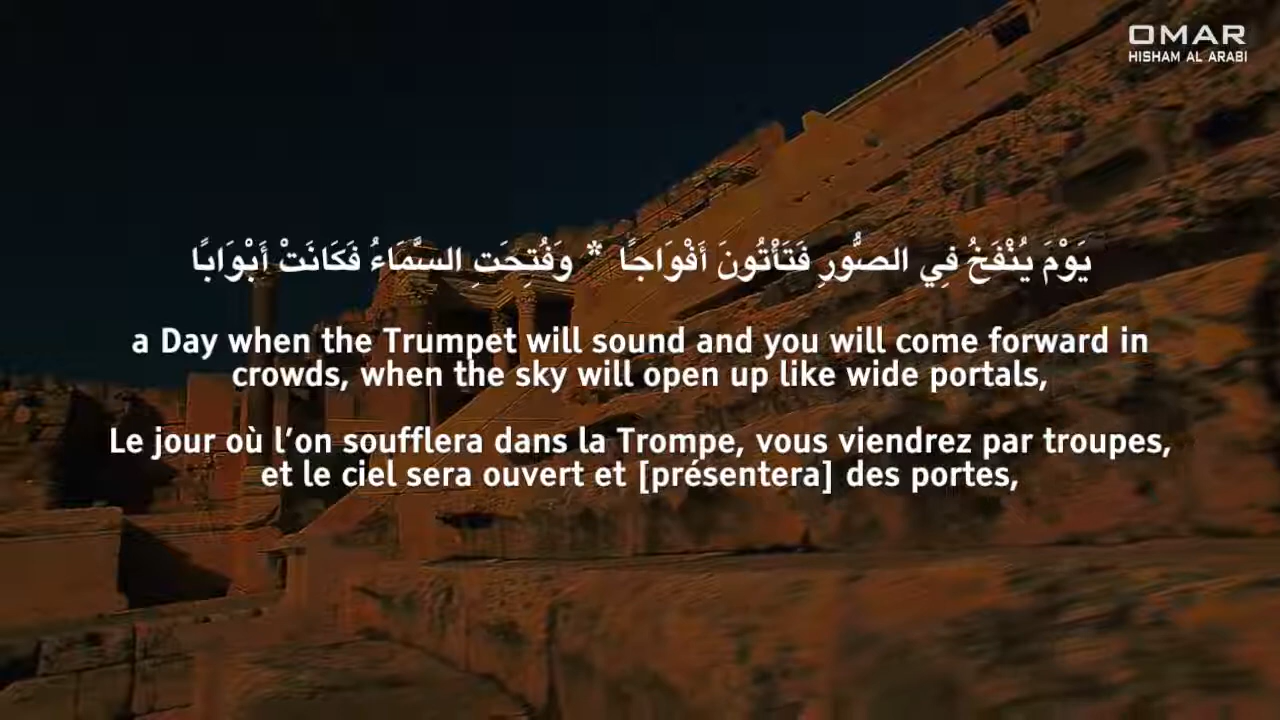 OMAR
HISHAM AL ARABI
يَوْمَ يُنْفَخُ فِي الصُّورِ فَتَأْتُونَ أَفْوَاجًا * وَفُتِحَتِ السَّمَاءُ فَكَانَتْ أَبْوَابًا
a Day when the Trumpet will sound and you will come forward in
crowds, when the sky will open up like wide portals,
Le jour où l’on soufflera dans la Trompe, vous viendrez par troupes,
et le ciel sera ouvert et [présentera] des portes,